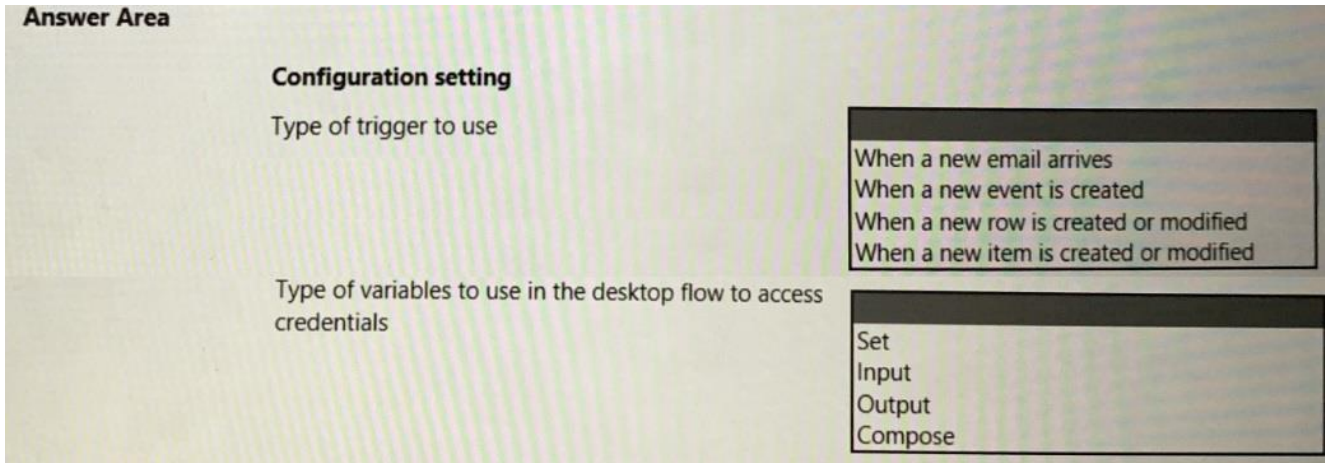 Answer Area
Configuration setting
Type of trigger to use
When a new email arrives
When a new event is created
When a new row is created or modified
When a new item is created or modified
Type of variables to use in the desktop flow to access
credentials
Set
Input
Output
Compose